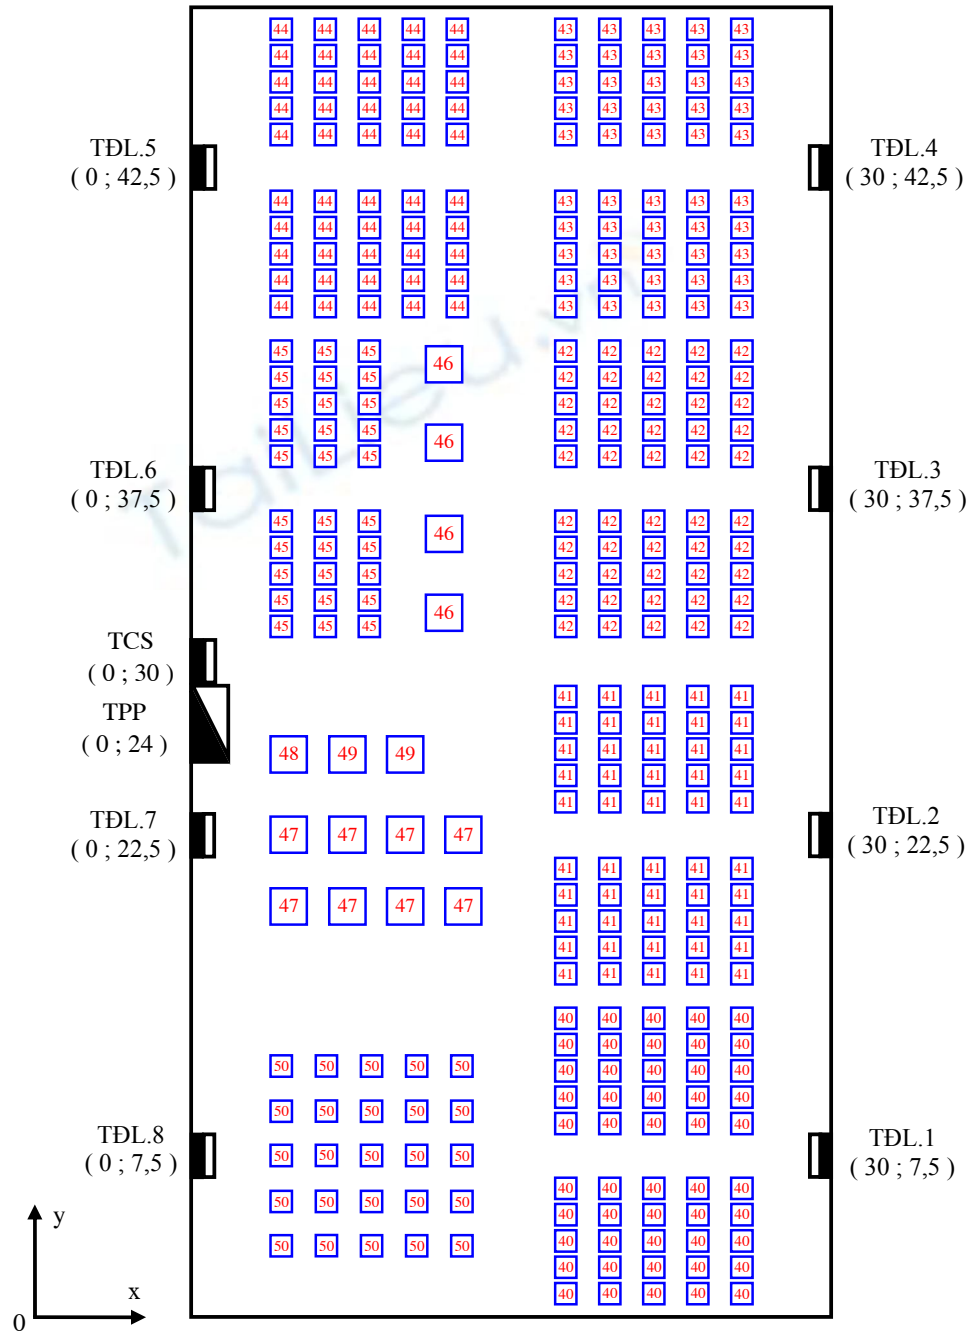 44 44 44 44 44 43 43 43 43 43
44 44 44 44 44 43 43 43 43 43
44 44 44 44 44 43 43 43 43 43
44 44 44 44 44 43 43 43 43 43
44 44 44 44 44 43 43 43 43 43
TĐL.5
( 0 ; 42,5 )
TĐL.4
( 30 ; 42,5 )
44 44 44 44 44 43 43 43 43 43
44 44 44 44 44 43 43 43 43 43
44 44 44 44 44 43 43 43 43 43
44 44 44 44 44 43 43 43 43 43
44 44 44 44 44 43 43 43 43 43
45 45 45 46 42 42 42 42 42
45 45 45 42 42 42 42 42
45 45 45 42 42 42 42 42
45 45 45 46 42 42 42 42 42
45 45 45 42 42 42 42 42
TaiLieu.vn
TĐL.6
( 0 ; 37,5 )
TĐL.3
( 30 ; 37,5 )
45 45 45 46 42 42 42 42 42
45 45 45 42 42 42 42 42
45 45 45 42 42 42 42 42
45 45 45 46 42 42 42 42 42
45 45 45 42 42 42 42 42
TCS
( 0 ; 30 )
TPP
( 0 ; 24 )
41 41 41 41 41
41 41 41 41 41
48 49 49 41 41 41 41 41
41 41 41 41 41
41 41 41 41 41
TĐL.7
( 0 ; 22,5 )
47 47 47 47
TĐL.2
( 30 ; 22,5 )
41 41 41 41 41
41 41 41 41 41
47 47 47 47 41 41 41 41 41
41 41 41 41 41
41 41 41 41 41
40 40 40 40 40
40 40 40 40 40
50 50 50 50 50 40 40 40 40 40
40 40 40 40 40
50 50 50 50 50 40 40 40 40 40
TĐL.8
( 0 ; 7,5 )
50 50 50 50 50
TĐL.1
( 30 ; 7,5 )
40 40 40 40 40
50 50 50 50 50 40 40 40 40 40
50 50 50 50 50 40 40 40 40 40
40 40 40 40 40
40 40 40 40 40
y
x
0